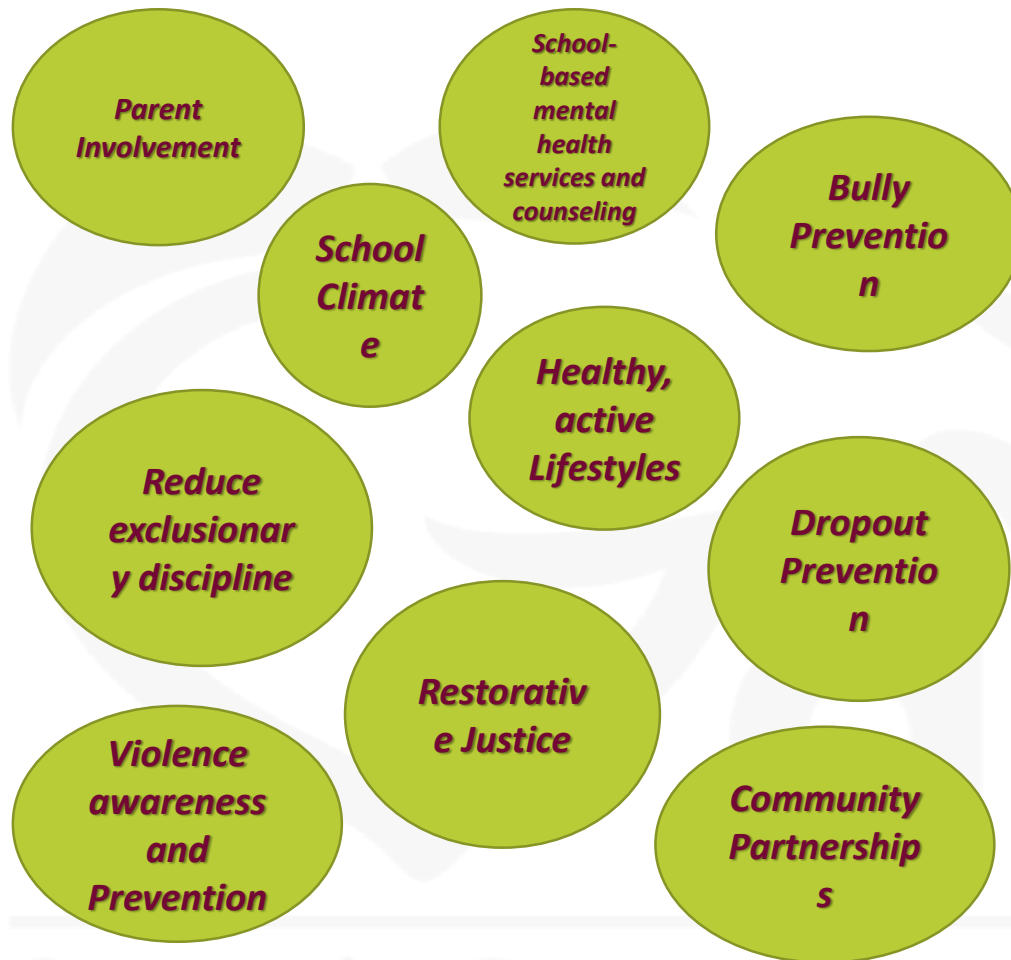 Parent
Involvement
School-
based
mental
health
services and
counseling
Bully
Preventio
n
School
Climat
e
Healthy,
active
Lifestyles
Reduce
exclusionar
y discipline
Dropout
Preventio
n
Restorativ
e Justice
Violence
awareness
and
Prevention
Community
Partnership
s